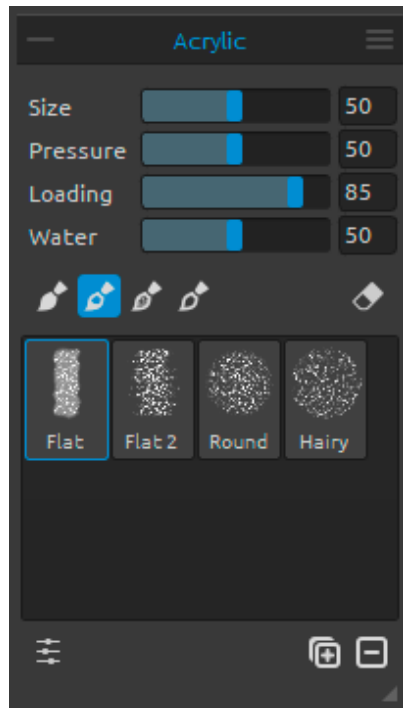 Acrylic
Size 50
Pressure 50
Loading 85
Water 50
Flat Flat 2 Round Hairy